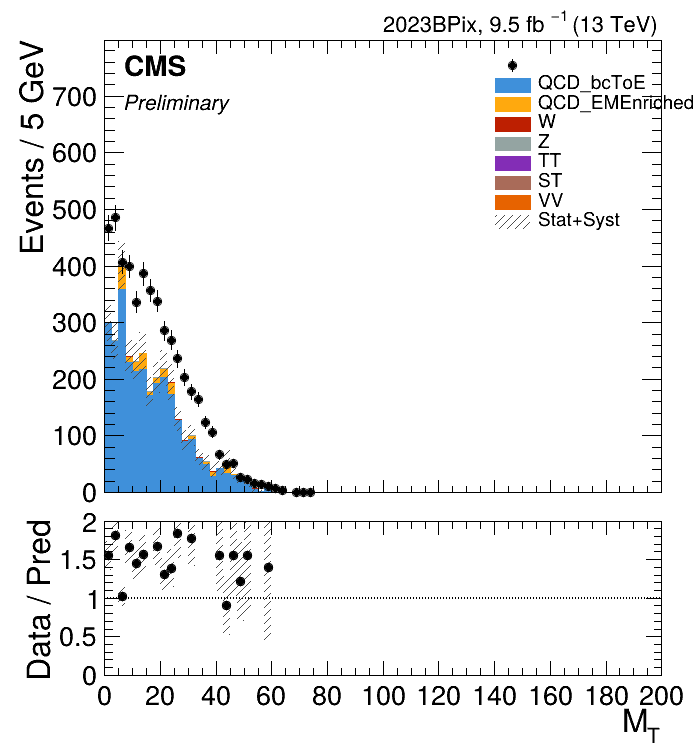 2023BPix, 9.5 fb⁻¹ (13 TeV)
CMS
Preliminary
QCD_bcToE
QCD_EMEnriched
W
Z
TT
ST
VV
Stat+Syst
Events / 5 GeV
700
600
500
400
300
200
100
0
Data / Pred
2
1.5
1
0.5
0
0 20 40 60 80 100 120 140 160 180 200
M_T